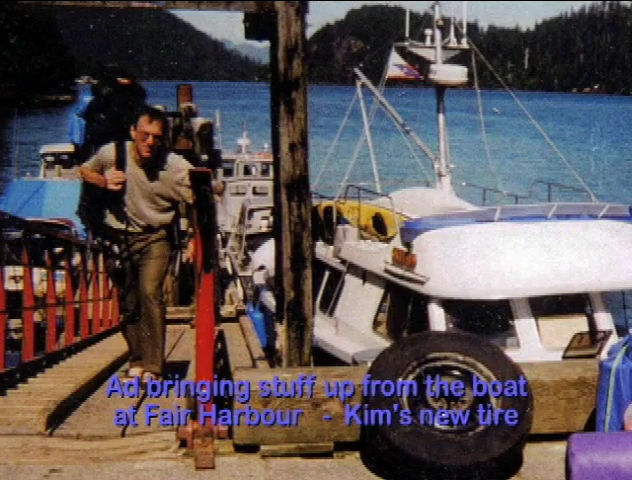 Ad bringing stuff up from the boat
at Fair Harbour - Kim's new tire